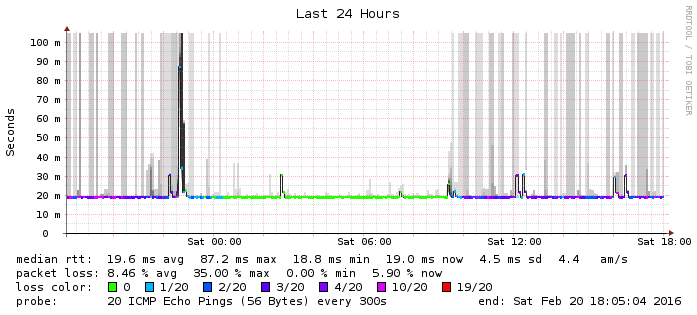 Last 24 Hours
RRDTOOL / TOBI OETIKER
Seconds
100 m
90 m
80 m
70 m
60 m
50 m
40 m
30 m
20 m
10 m
0
Sat 00:00 Sat 06:00 Sat 12:00 Sat 18:00
median rtt: 19.6 ms avg 87.2 ms max 18.8 ms min 19.0 ms now 4.5 ms sd 4.4 am/s
packet loss: 8.46 % avg 35.00 % max 0.00 % min 5.90 % now
loss color: 0 1/20 2/20 3/20 4/20 10/20 19/20
probe: 20 ICMP Echo Pings (56 Bytes) every 300s end: Sat Feb 20 18:05:04 2016